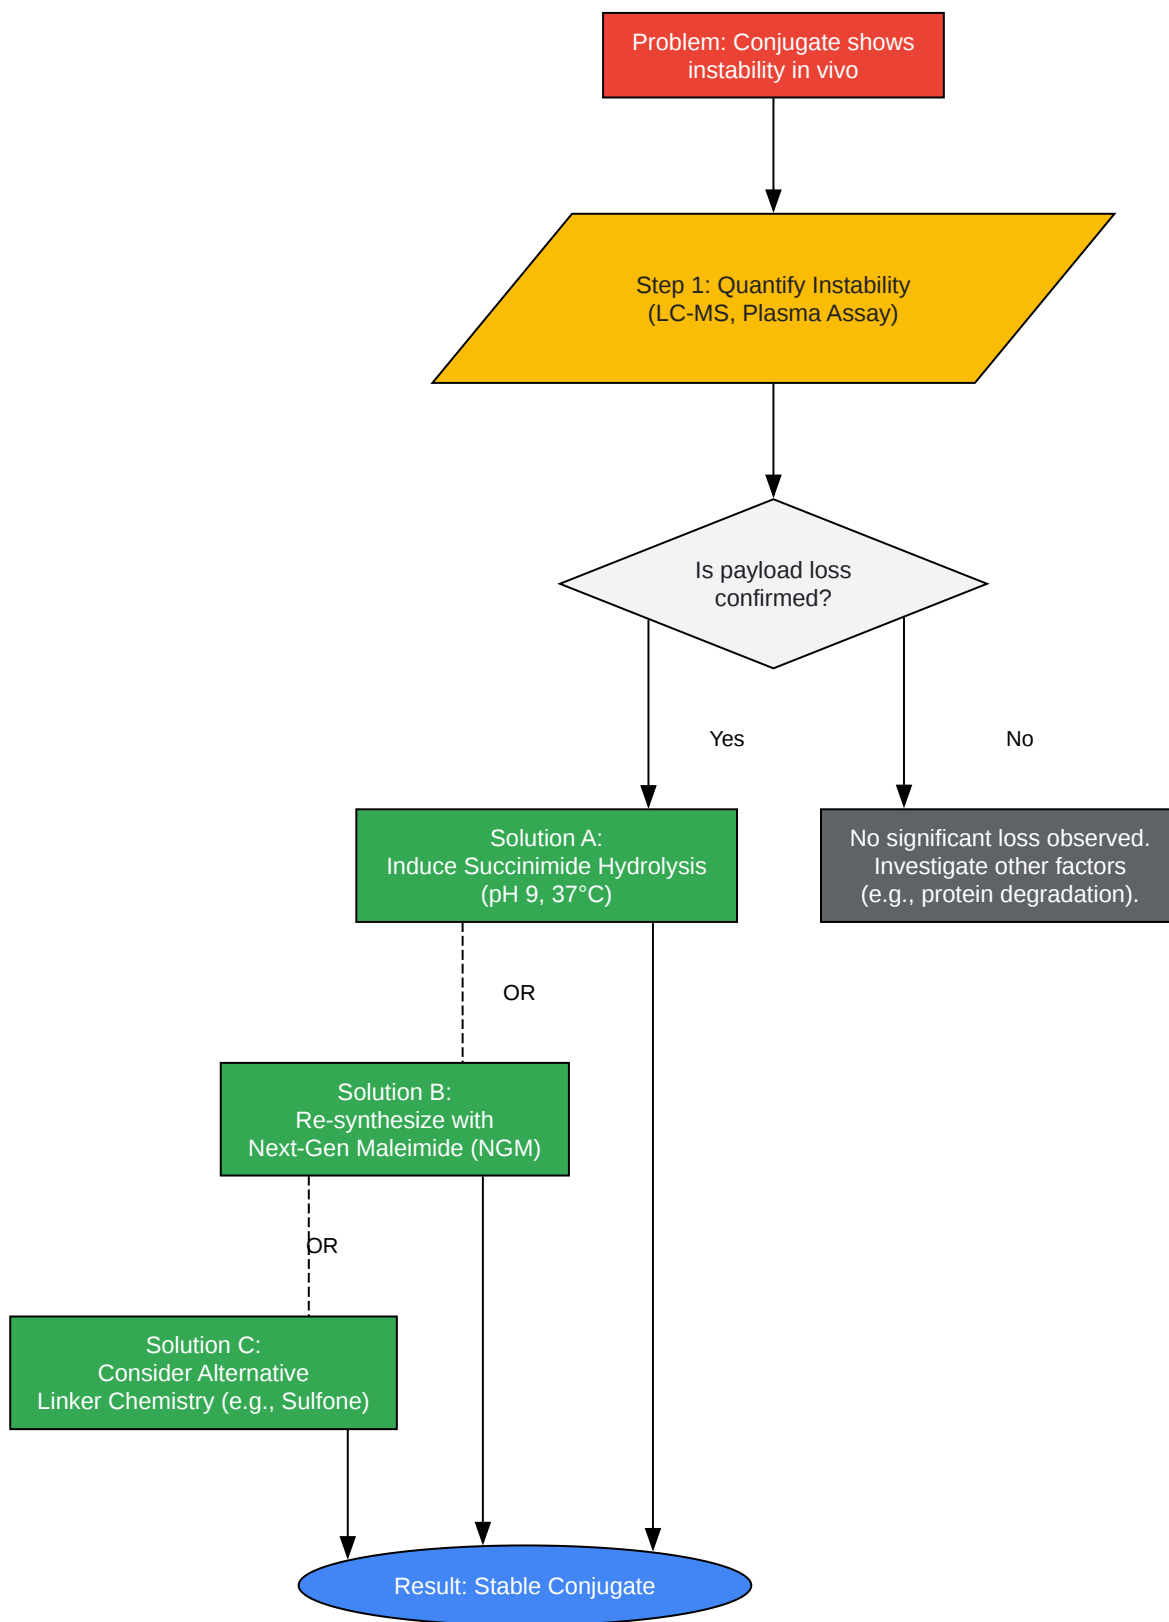 Problem: Conjugate shows
instability in vivo
Step 1: Quantify Instability
(LC-MS, Plasma Assay)
Is payload loss
confirmed?
Yes
No
Solution A:
Induce Succinimide Hydrolysis
(pH 9, 37°C)
No significant loss observed.
Investigate other factors
(e.g., protein degradation).
OR
Solution B:
Re-synthesize with
Next-Gen Maleimide (NGM)
OR
Solution C:
Consider Alternative
Linker Chemistry (e.g., Sulfone)
Result: Stable Conjugate